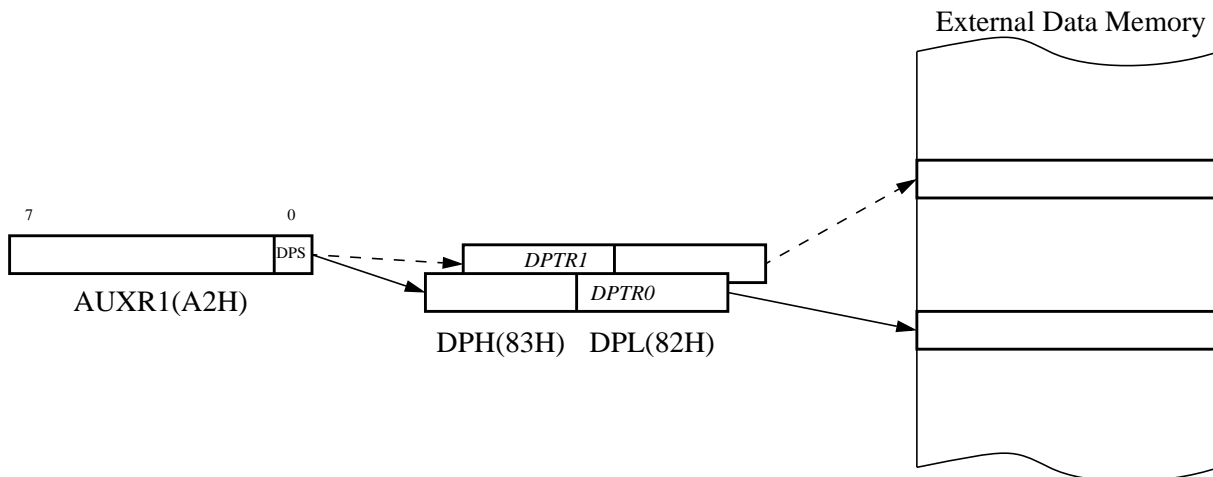 External Data Memory
7 0
DPS
DPTR1
DPTR0
AUXR1(A2H)
DPH(83H) DPL(82H)